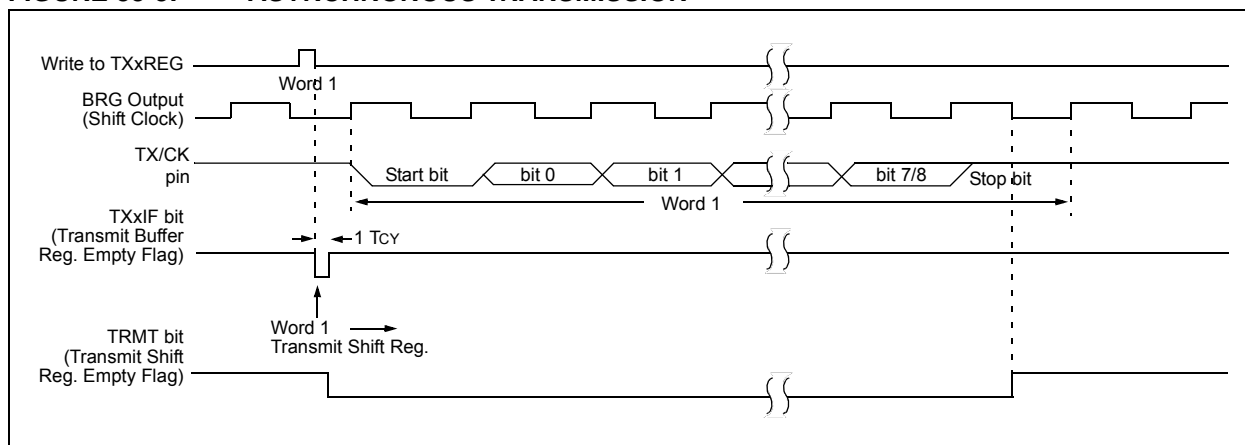 Write to TXxREG
Word 1
BRG Output
(Shift Clock)
TX/CK
pin
Start bit
bit 0
bit 1
bit 7/8
Stop bit
Word 1
TXxIF bit
(Transmit Buffer
Reg. Empty Flag)
1 TCY
Word 1
Transmit Shift Reg.
TRMT bit
(Transmit Shift
Reg. Empty Flag)